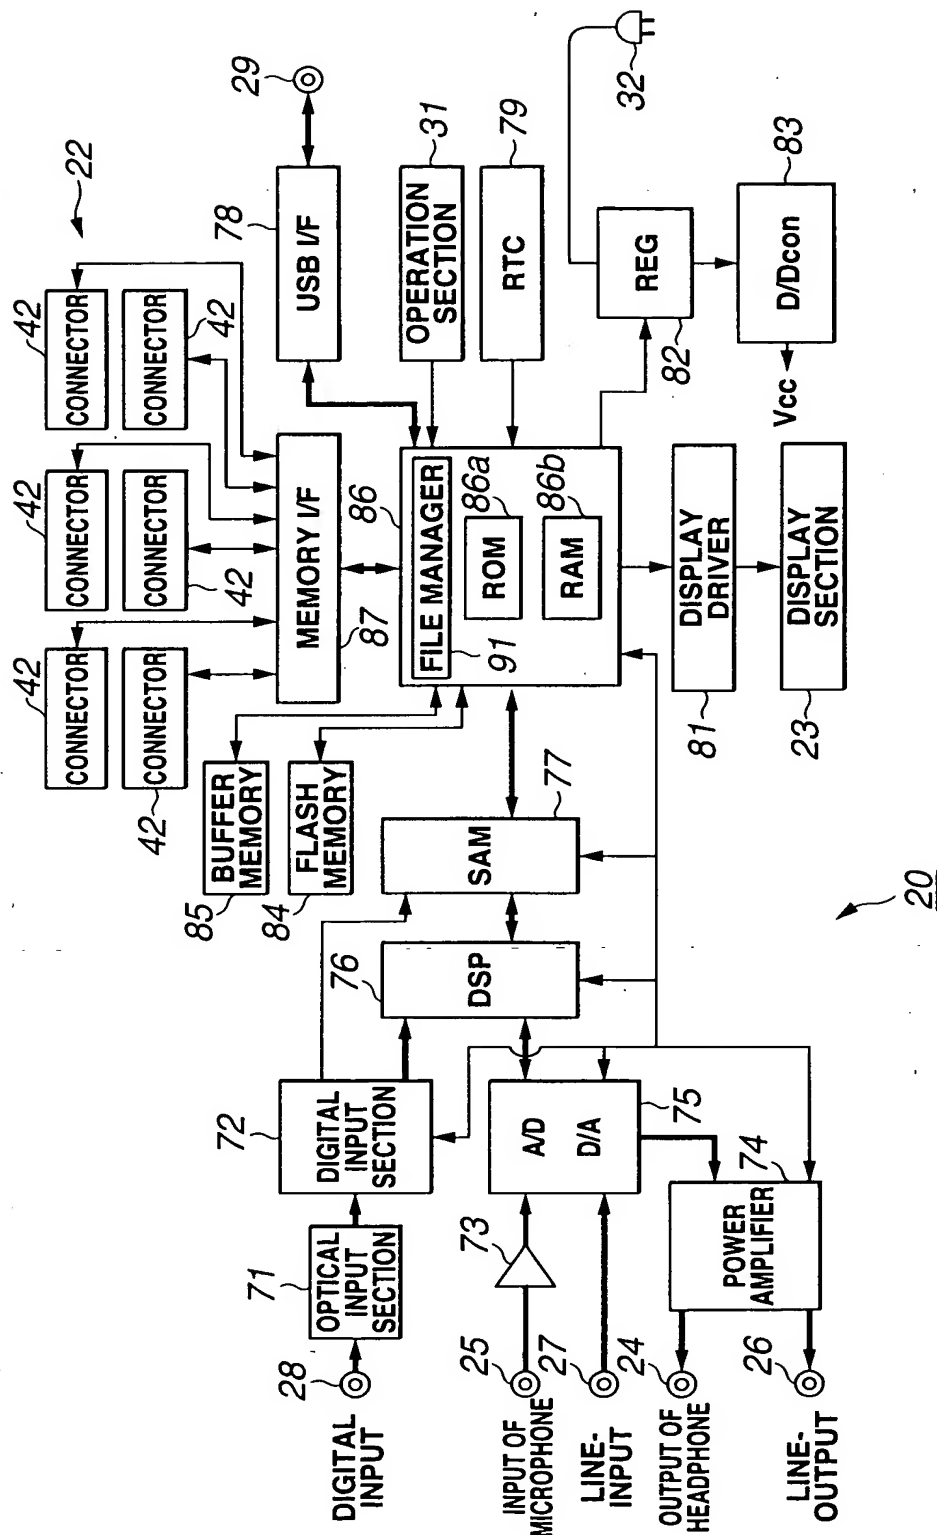 22
42
CONNECTOR
42
CONNECTOR
42
CONNECTOR
CONNECTOR
42
CONNECTOR
42
CONNECTOR
42
29
78
USB I/F
31
OPERATION
SECTION
79
RTC
32
REG
82
83
D/Dcon
Vcc
MEMORY I/F
87
86
FILE MANAGER
91
86a
ROM
86b
RAM
BUFFER
MEMORY
85
FLASH
MEMORY
84
DISPLAY
DRIVER
81
DISPLAY
SECTION
23
77
SAM
76
DSP
72
DIGITAL
INPUT
SECTION
71
OPTICAL
INPUT
SECTION
28
DIGITAL
INPUT
A/D
D/A
75
73
25
INPUT OF
MICROPHONE
27
LINE-
INPUT
74
POWER
AMPLIFIER
24
OUTPUT OF
HEADPHONE
26
LINE-
OUTPUT
20